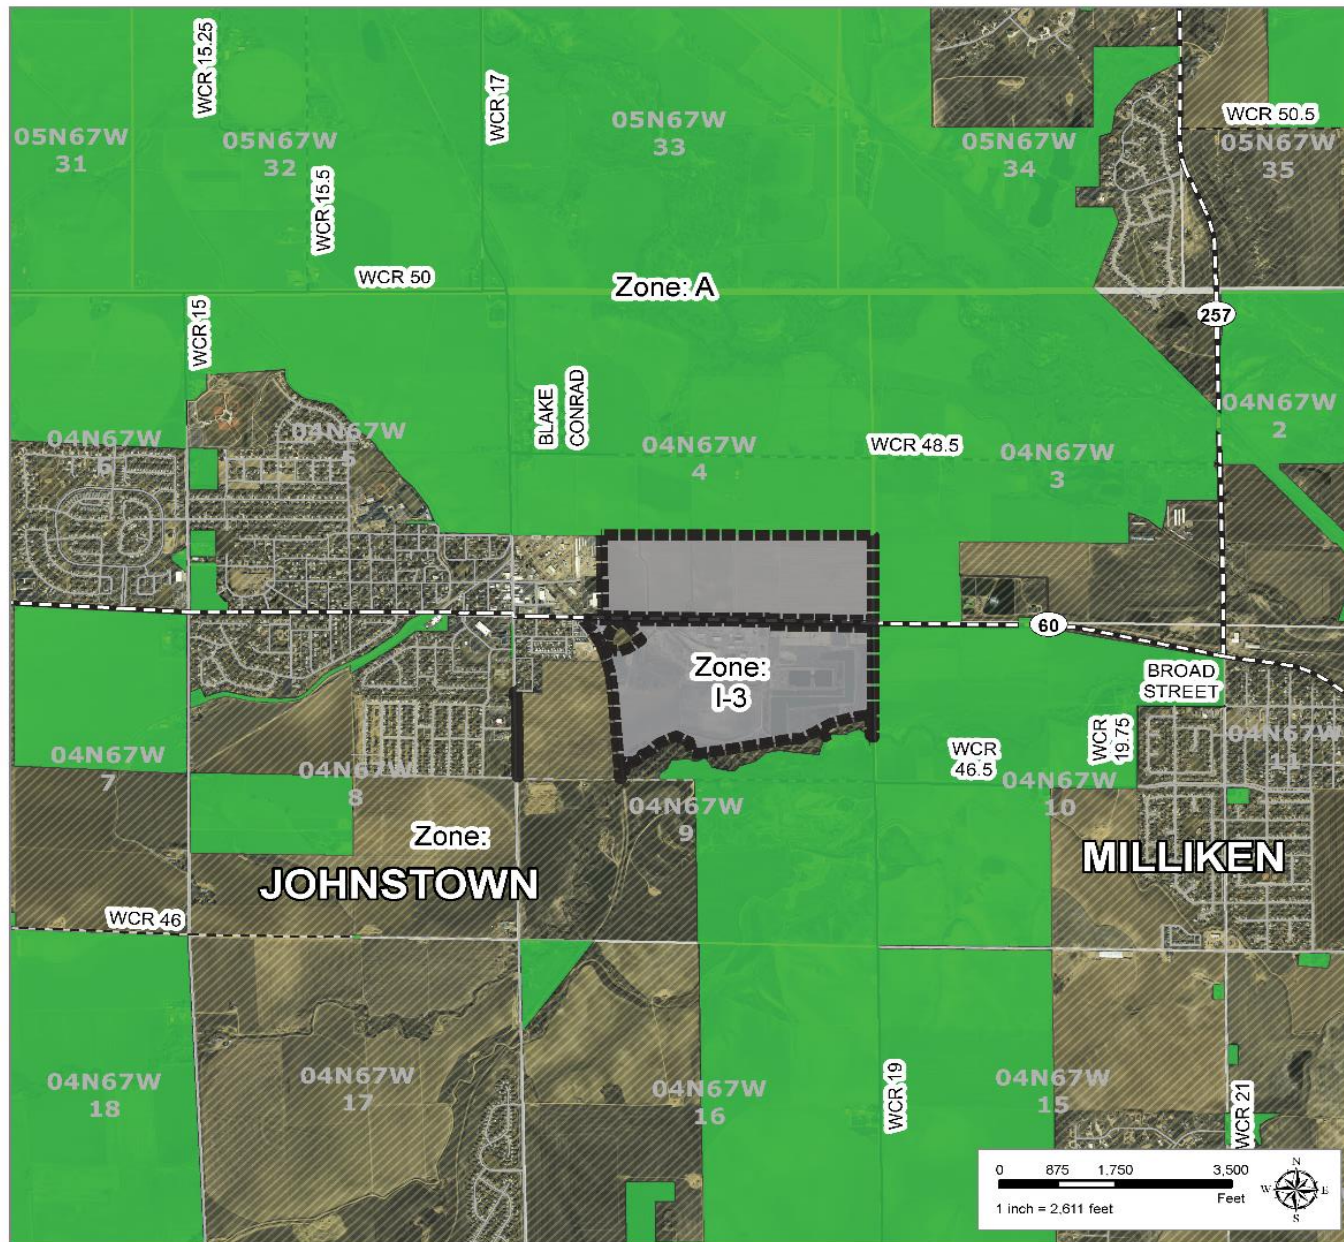 WCR 15.25
WCR 17
05N67W
31
05N67W
32
05N67W
33
05N67W
34
WCR 50.5
05N67W
35
WCR 15.5
WCR 50
Zone: A
257
WCR 15
BLAKE
CONRAD
04N67W
6
04N67W
5
04N67W
4
WCR 48.5
04N67W
3
04N67W
2
60
Zone:
I-3
BROAD
STREET
WCR
46.5
WCR
19.75
04N67W
7
04N67W
8
04N67W
9
04N67W
10
04N67W
11
Zone:
JOHNSTOWN
MILLIKEN
WCR 46
04N67W
18
04N67W
17
04N67W
16
WCR 19
04N67W
15
WCR 21
0 875 1,750 3,500
Feet
1 inch = 2,611 feet
N
W E
S